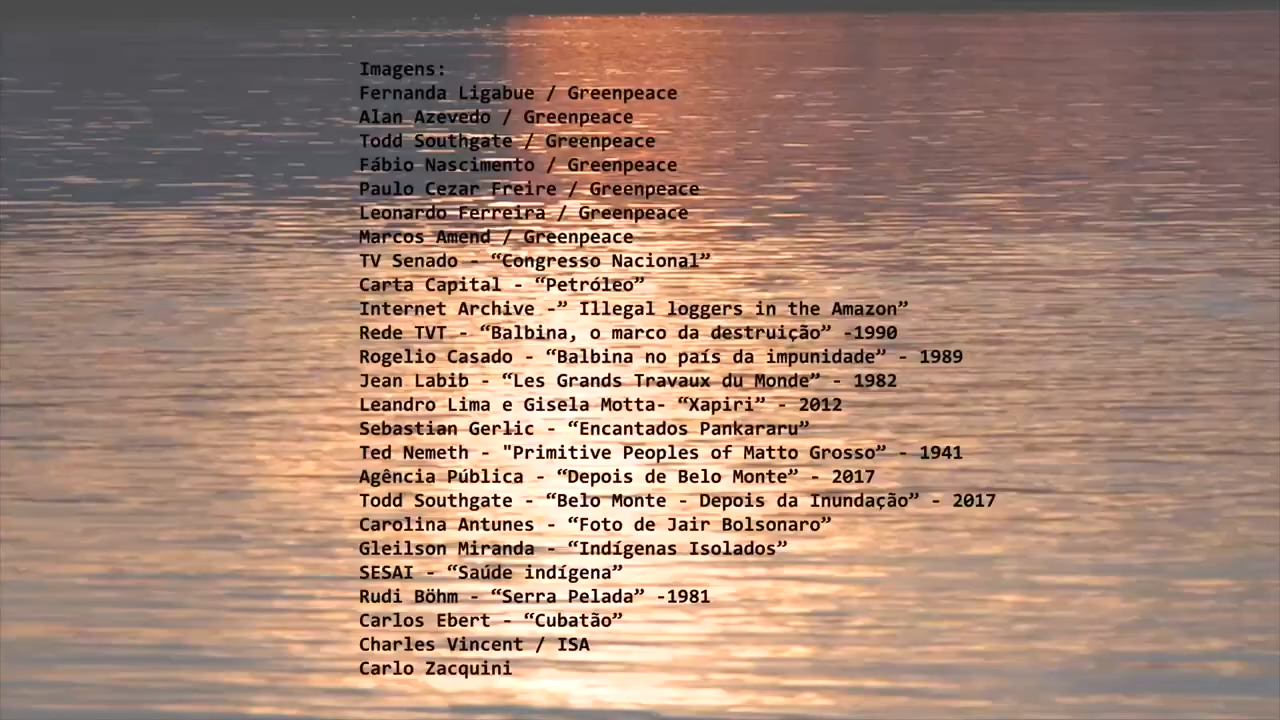 Imagens:
Fernanda Ligabue / Greenpeace
Alan Azevedo / Greenpeace
Todd Southgate / Greenpeace
Fábio Nascimento / Greenpeace
Paulo Cezar Freire / Greenpeace
Leonardo Ferreira / Greenpeace
Marcos Amend / Greenpeace
TV Senado - “Congresso Nacional”
Carta Capital - “Petróleo”
Internet Archive -” Illegal loggers in the Amazon”
Rede TVT - “Balbina, o marco da destruição” -1990
Rogelio Casado - “Balbina no país da impunidade” - 1989
Jean Labib - “Les Grands Travaux du Monde” - 1982
Leandro Lima e Gisela Motta- “Xapiri” - 2012
Sebastian Gerlic - “Encantados Pankararu”
Ted Nemeth - "Primitive Peoples of Matto Grosso” - 1941
Agência Pública - “Depois de Belo Monte” - 2017
Todd Southgate - “Belo Monte - Depois da Inundação” - 2017
Carolina Antunes - “Foto de Jair Bolsonaro”
Gleilson Miranda - “Indígenas Isolados”
SESAI - “Saúde indígena”
Rudi Böhm - “Serra Pelada” -1981
Carlos Ebert - “Cubatão”
Charles Vincent / ISA
Carlo Zacquini